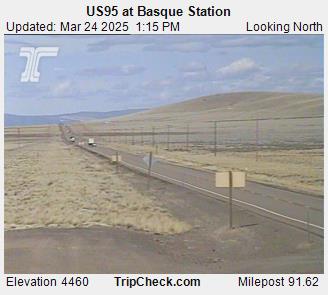 US95 at Basque Station
Updated: Mar 24 2025 1:15 PM Looking North
Elevation 4460 TripCheck.com Milepost 91.62